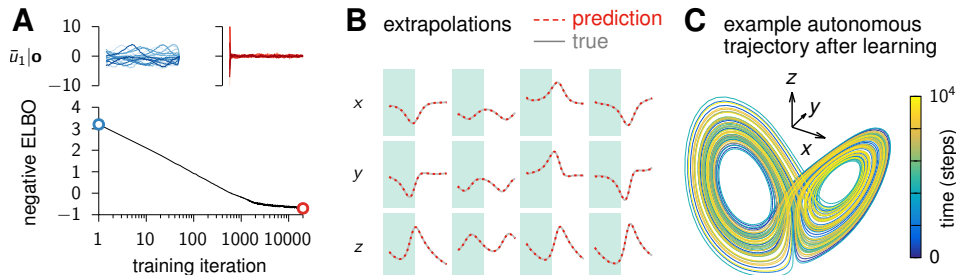 A
ū₁|o
10
0
−10
negative ELBO
4
3
2
1
0
−1
1
10
100
1000
10000
training iteration
B
extrapolations
prediction
true
x
y
z
C
example autonomous
trajectory after learning
z
y
x
10⁴
time (steps)
0